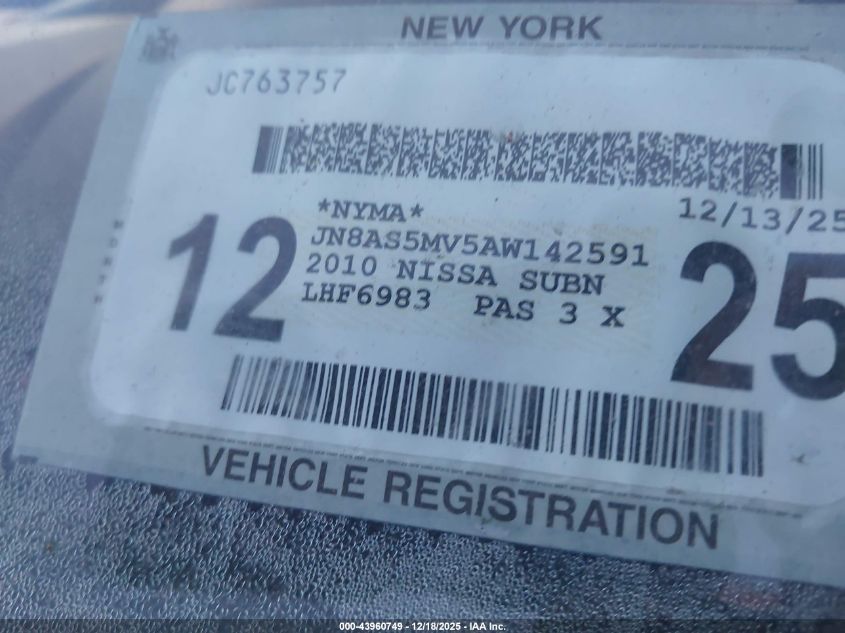 NEW YORK
JC763757
*NYMA* 12/13/25
JN8AS5MV5AW142591
2010 NISSA SUBN
LHF6983 PAS 3 X
12 25
VEHICLE REGISTRATION
000-43960749 - 12/18/2025 - IAA Inc.